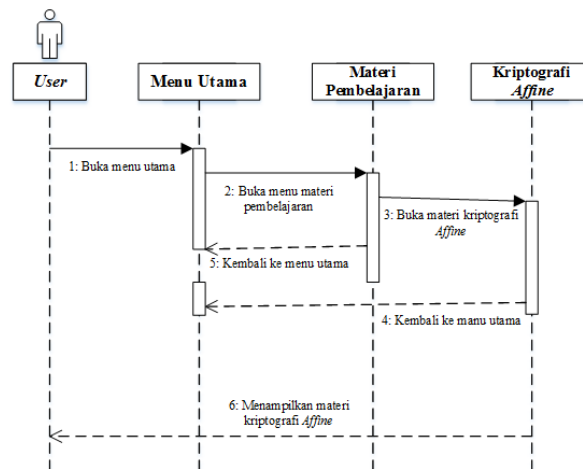 User
Menu Utama
Materi
Pembelajaran
Kriptografi
Affine
1: Buka menu utama
2: Buka menu materi
pembelajaran
3: Buka materi kriptografi
Affine
5: Kembali ke menu utama
4: Kembali ke manu utama
6: Menampilkan materi
kriptografi Affine